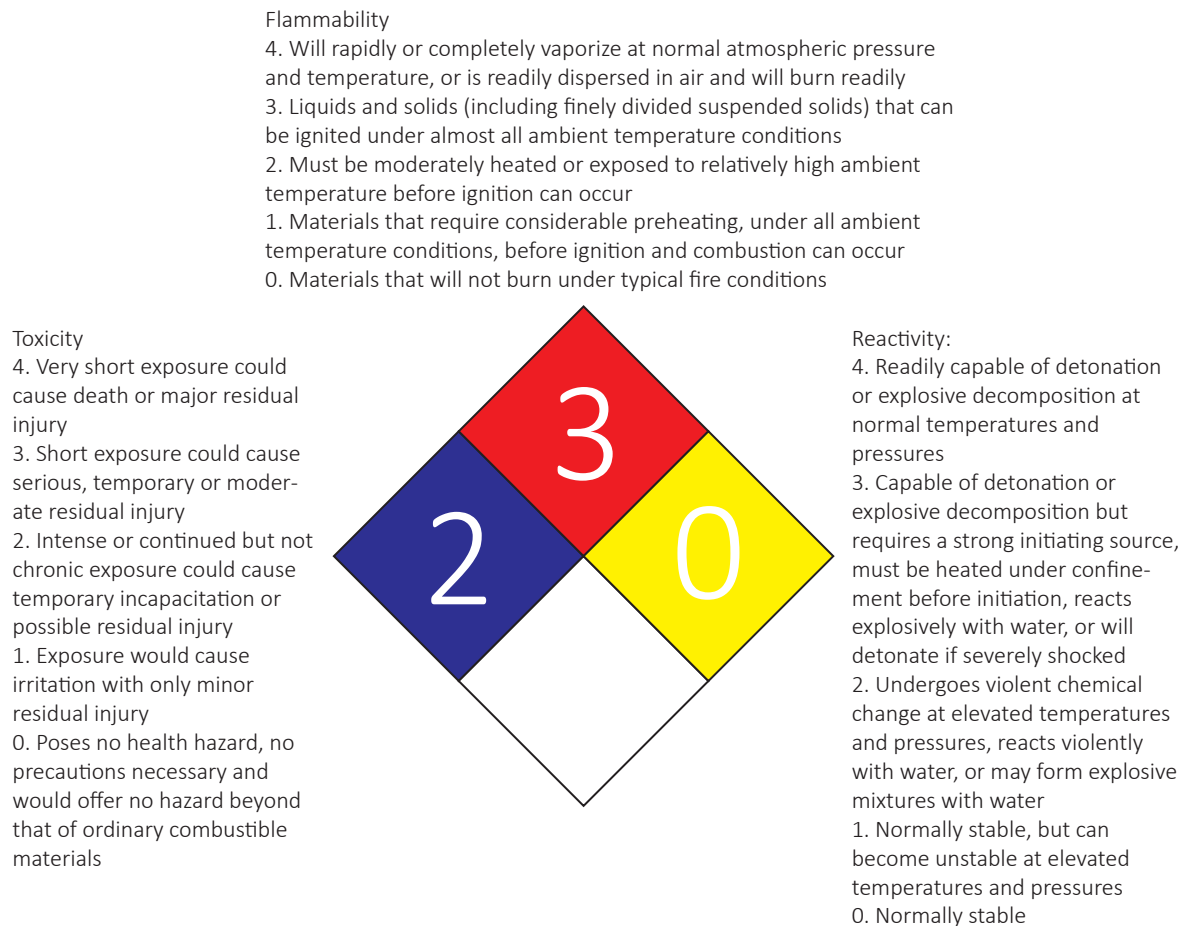 Flammability
4. Will rapidly or completely vaporize at normal atmospheric pressure
and temperature, or is readily dispersed in air and will burn readily
3. Liquids and solids (including finely divided suspended solids) that can
be ignited under almost all ambient temperature conditions
2. Must be moderately heated or exposed to relatively high ambient
temperature before ignition can occur
1. Materials that require considerable preheating, under all ambient
temperature conditions, before ignition and combustion can occur
0. Materials that will not burn under typical fire conditions
Toxicity
4. Very short exposure could
cause death or major residual
injury
3. Short exposure could cause
serious, temporary or moder-
ate residual injury
2. Intense or continued but not
chronic exposure could cause
temporary incapacitation or
possible residual injury
1. Exposure would cause
irritation with only minor
residual injury
0. Poses no health hazard, no
precautions necessary and
would offer no hazard beyond
that of ordinary combustible
materials
3
2
0
Reactivity:
4. Readily capable of detonation
or explosive decomposition at
normal temperatures and
pressures
3. Capable of detonation or
explosive decomposition but
requires a strong initiating source,
must be heated under confine-
ment before initiation, reacts
explosively with water, or will
detonate if severely shocked
2. Undergoes violent chemical
change at elevated temperatures
and pressures, reacts violently
with water, or may form explosive
mixtures with water
1. Normally stable, but can
become unstable at elevated
temperatures and pressures
0. Normally stable